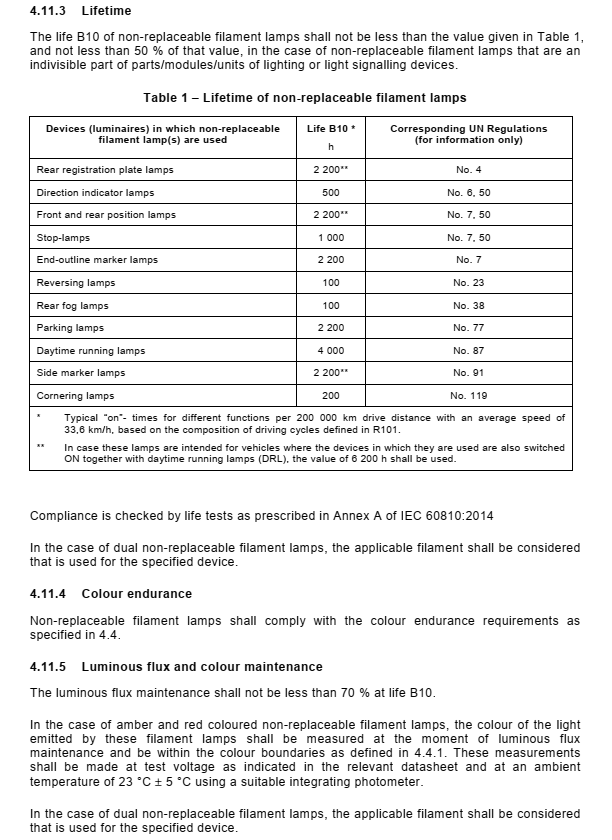 4.11.3 Lifetime
The life B10 of non-replaceable filament lamps shall not be less than the value given in Table 1,
and not less than 50 % of that value, in the case of non-replaceable filament lamps that are an
indivisible part of parts/modules/units of lighting or light signalling devices.
Table 1 – Lifetime of non-replaceable filament lamps
Devices (luminaires) in which non-replaceable
filament lamp(s) are used
Life B10 *
h
Corresponding UN Regulations
(for information only)
Rear registration plate lamps 2 200** No. 4
Direction indicator lamps 500 No. 6, 50
Front and rear position lamps 2 200** No. 7, 50
Stop-lamps 1 000 No. 7, 50
End-outline marker lamps 2 200 No. 7
Reversing lamps 100 No. 23
Rear fog lamps 100 No. 38
Parking lamps 2 200 No. 77
Daytime running lamps 4 000 No. 87
Side marker lamps 2 200** No. 91
Cornering lamps 200 No. 119
* Typical "on"- times for different functions per 200 000 km drive distance with an average speed of
33,6 km/h, based on the composition of driving cycles defined in R101.
** In case these lamps are intended for vehicles where the devices in which they are used are also switched
ON together with daytime running lamps (DRL), the value of 6 200 h shall be used.
Compliance is checked by life tests as prescribed in Annex A of IEC 60810:2014
In the case of dual non-replaceable filament lamps, the applicable filament shall be considered
that is used for the specified device.
4.11.4 Colour endurance
Non-replaceable filament lamps shall comply with the colour endurance requirements as
specified in 4.4.
4.11.5 Luminous flux and colour maintenance
The luminous flux maintenance shall not be less than 70 % at life B10.
In the case of amber and red coloured non-replaceable filament lamps, the colour of the light
emitted by these filament lamps shall be measured at the moment of luminous flux
maintenance and be within the colour boundaries as defined in 4.4.1. These measurements
shall be made at test voltage as indicated in the relevant datasheet and at an ambient
temperature of 23 °C ± 5 °C using a suitable integrating photometer.
In the case of dual non-replaceable filament lamps, the applicable filament shall be considered
that is used for the specified device.